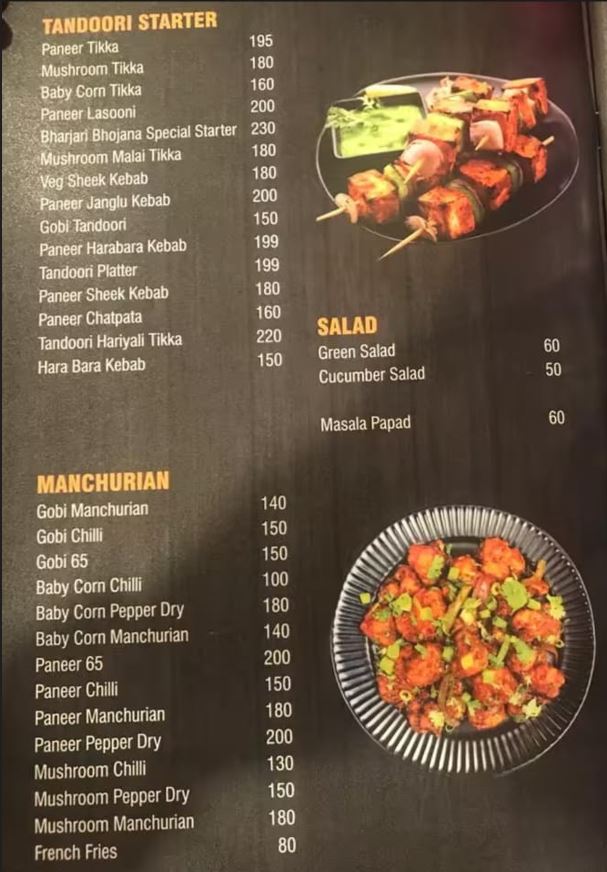 TANDOORI STARTER
Paneer Tikka 195
Mushroom Tikka 180
Baby Corn Tikka 160
Paneer Lasooni 200
Bharjari Bhojana Special Starter 230
Mushroom Malai Tikka 180
Veg Sheek Kebab 180
Paneer Janglu Kebab 200
Gobi Tandoori 150
Paneer Harabara Kebab 199
Tandoori Platter 199
Paneer Sheek Kebab 180
Paneer Chatpata 160
Tandoori Hariyali Tikka 220
Hara Bara Kebab 150
SALAD
Green Salad 60
Cucumber Salad 50
Masala Papad 60
MANCHURIAN
Gobi Manchurian 140
Gobi Chilli 150
Gobi 65 150
Baby Corn Chilli 100
Baby Corn Pepper Dry 180
Baby Corn Manchurian 140
Paneer 65 200
Paneer Chilli 150
Paneer Manchurian 180
Paneer Pepper Dry 200
Mushroom Chilli 130
Mushroom Pepper Dry 150
Mushroom Manchurian 180
French Fries 80